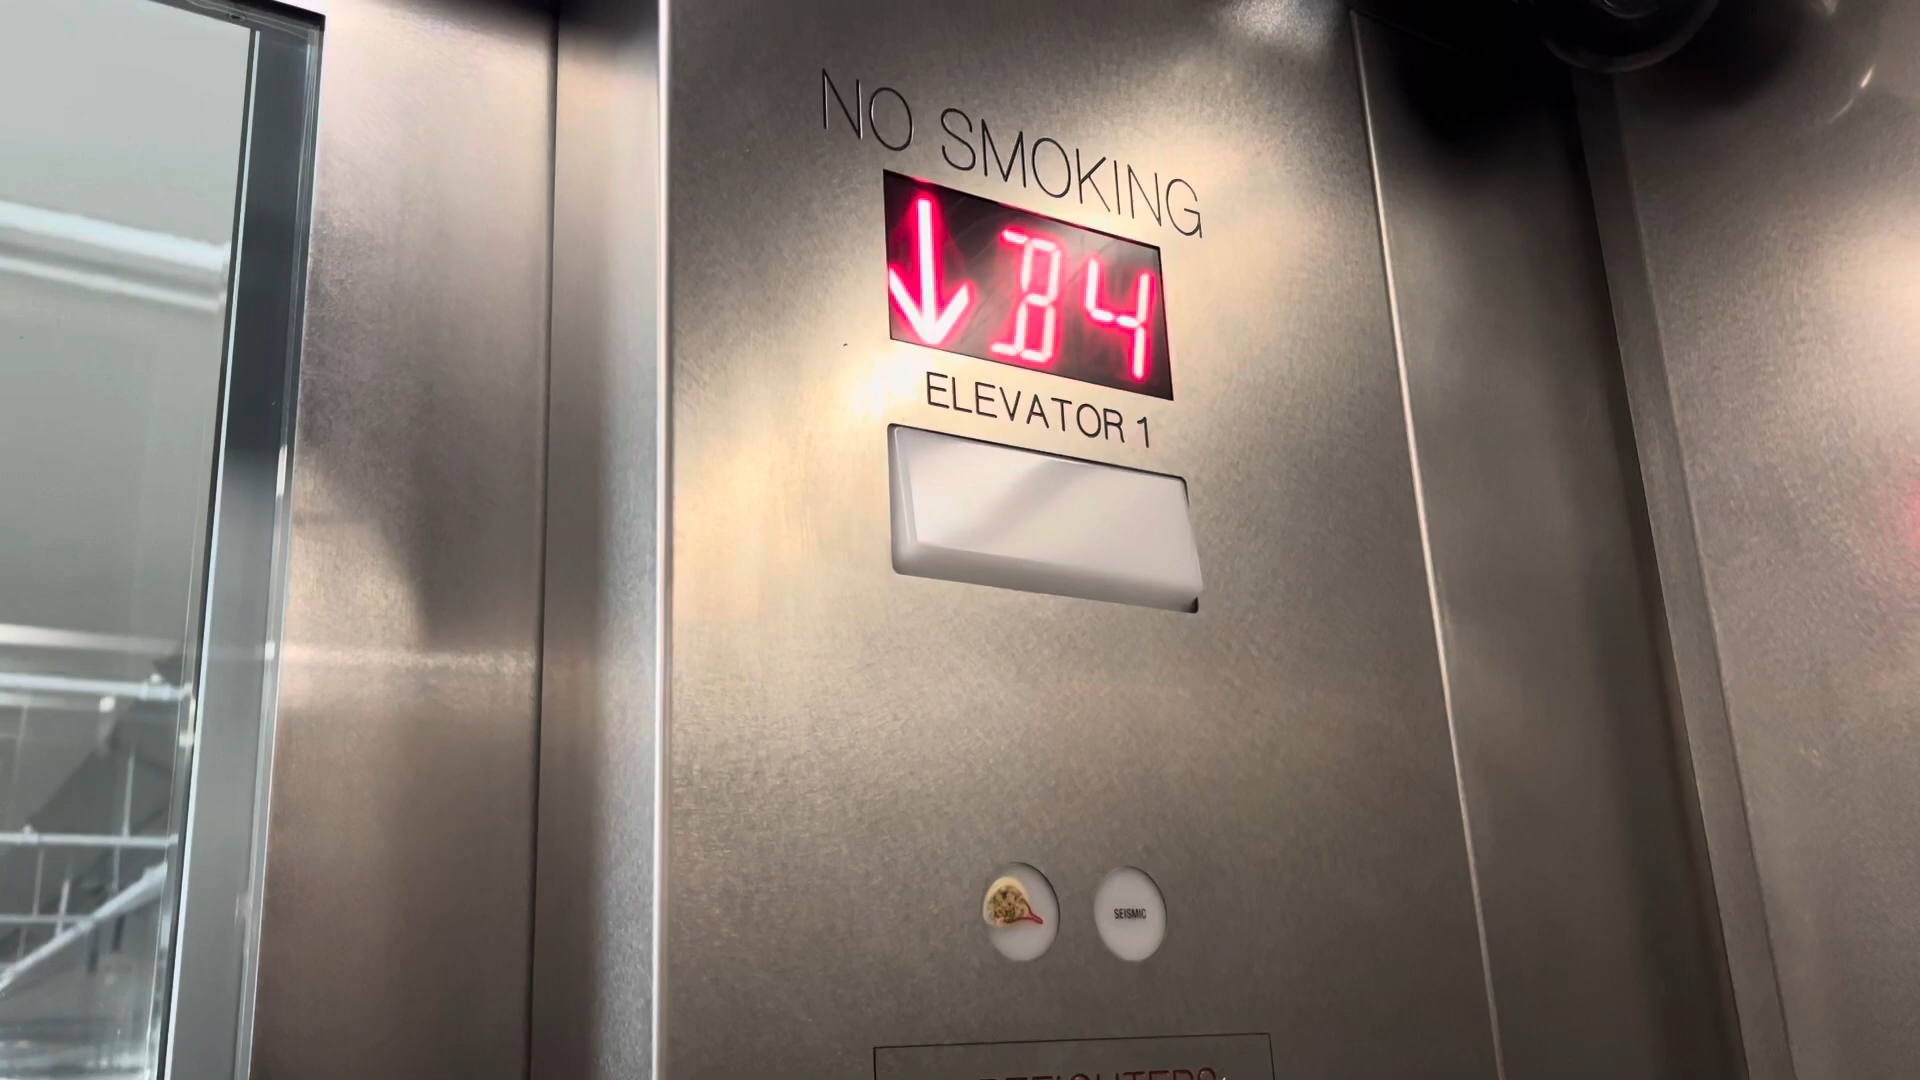 NO SMOKING
↓ B4
ELEVATOR 1
SEISMIC